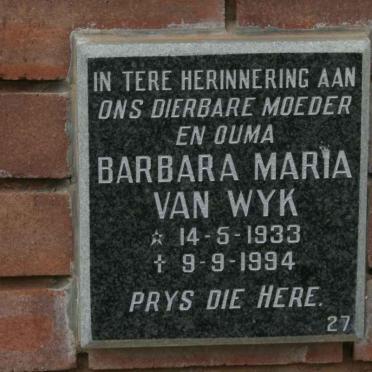 IN TERE HERINNERING AAN
ONS DIERBARE MOEDER
EN OUMA
BARBARA MARIA
VAN WYK
☆ 14-5-1933
✝ 9-9-1994
PRYS DIE HERE.
27